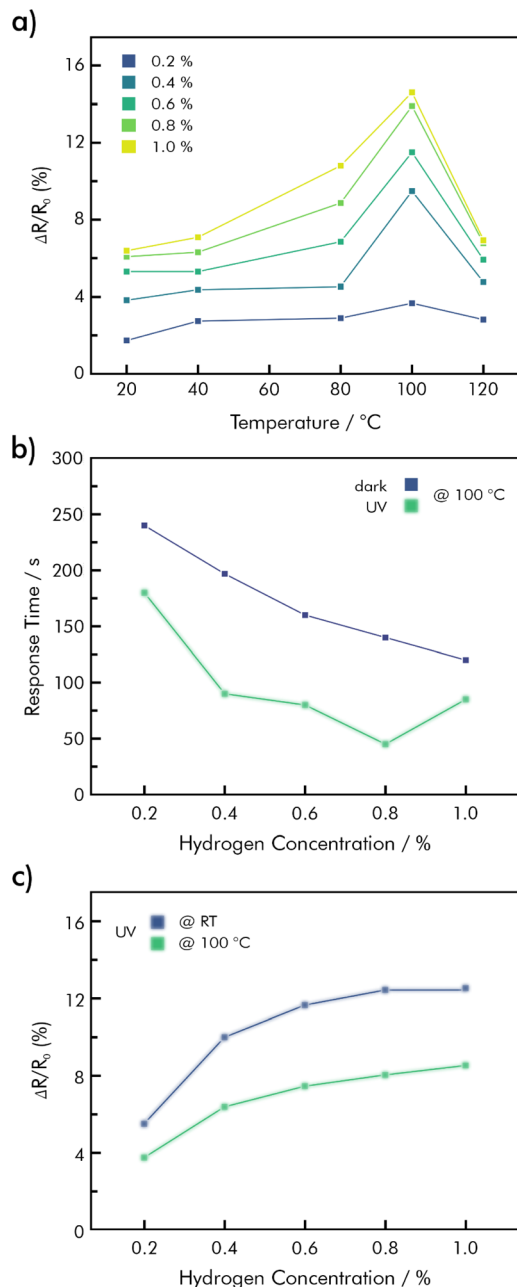 a)
16
12
8
4
0
ΔR/R₀ (%)
0.2 %
0.4 %
0.6 %
0.8 %
1.0 %
20 40 60 80 100 120
Temperature / °C
b)
300
250
200
150
100
50
0
Response Time / s
dark
UV
@ 100 °C
0.2 0.4 0.6 0.8 1.0
Hydrogen Concentration / %
c)
16
12
8
4
0
ΔR/R₀ (%)
UV
@ RT
@ 100 °C
0.2 0.4 0.6 0.8 1.0
Hydrogen Concentration / %